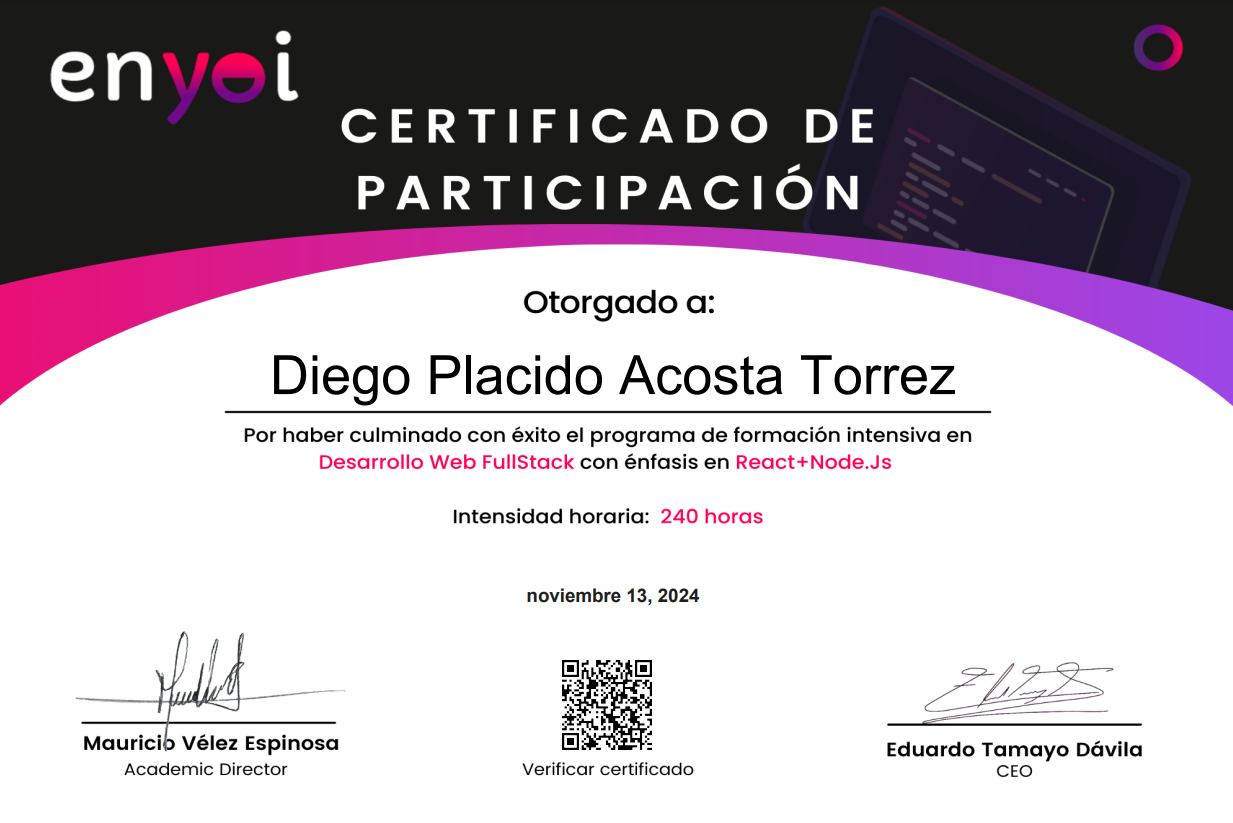 enyoi
CERTIFICADO DE
PARTICIPACIÓN
Otorgado a:
Diego Placido Acosta Torrez
Por haber culminado con éxito el programa de formación intensiva en
Desarrollo Web FullStack con énfasis en React+Node.Js
Intensidad horaria: 240 horas
noviembre 13, 2024
Mauricio Vélez Espinosa
Academic Director
Verificar certificado
Eduardo Tamayo Dávila
CEO